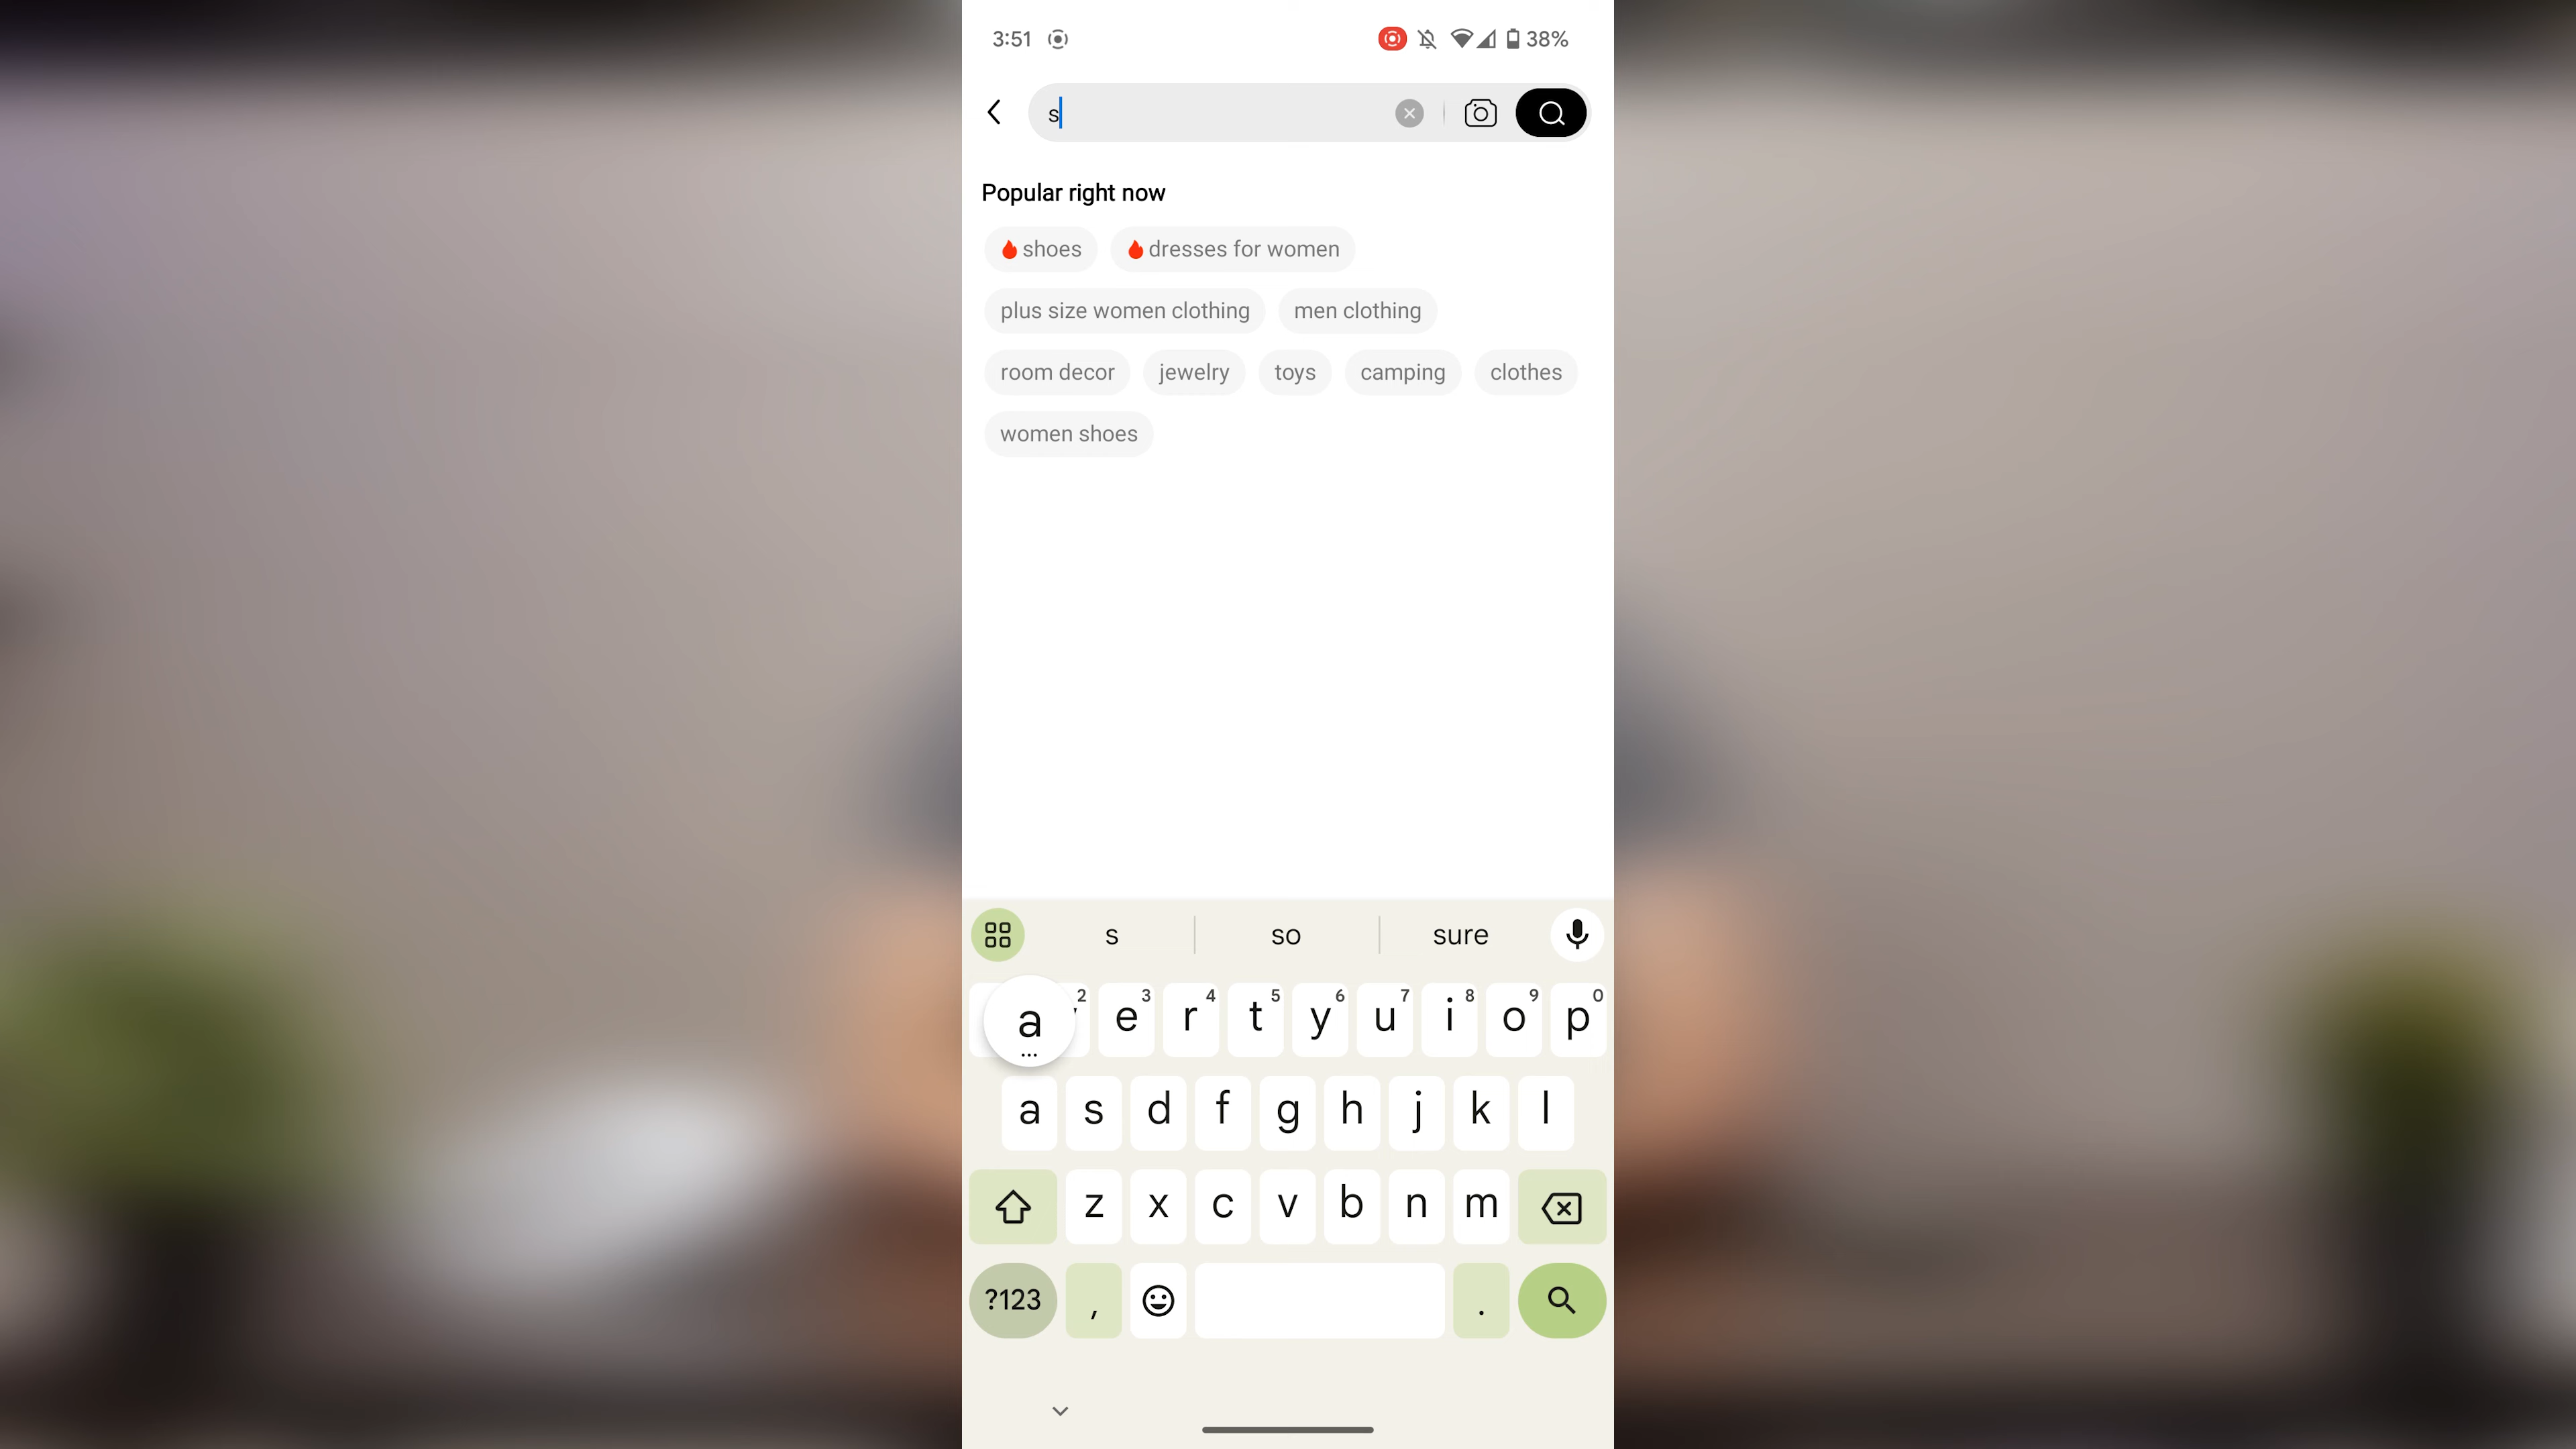 3:51 38%
s
Popular right now
shoes dresses for women
plus size women clothing men clothing
room decor jewelry toys camping clothes
women shoes
s so sure
a 2 e 3 r 4 t 5 y 6 u 7 i 8 o 9 p 0
a s d f g h j k l
z x c v b n m
?123 , .